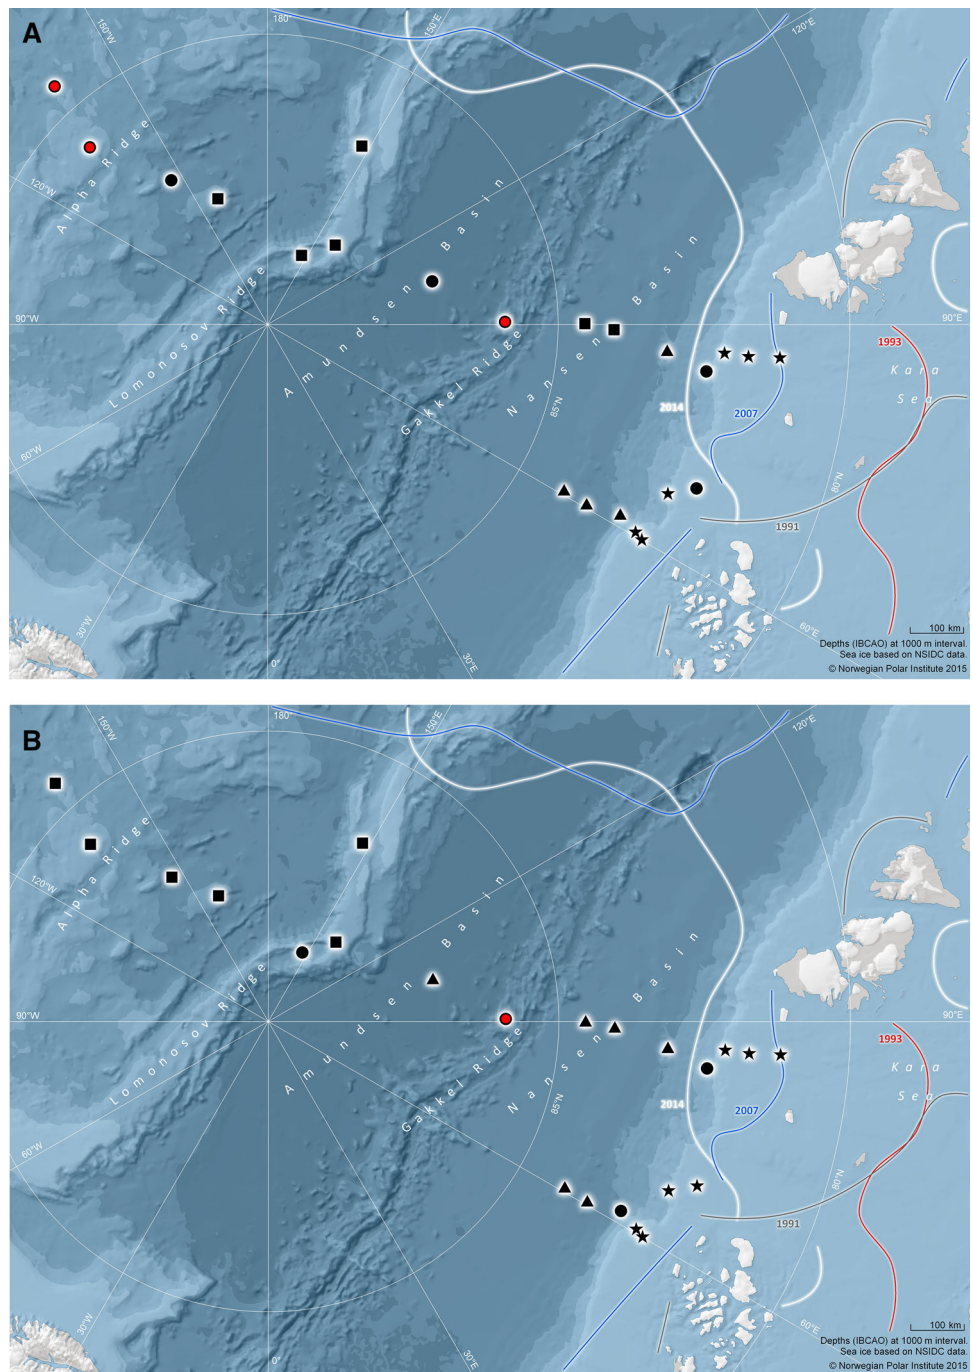 A
180°
150°W
150°E
120°E
120°W
Alpha Ridge
Amundsen Basin
Lomonosov Ridge
90°W
90°E
1993
Kara
Sea
Nansen Basin
Gakkel Ridge
85°N
2014
2007
60°W
80°N
1991
30°W
0°
30°E
60°E
100 km
Depths (IBCAO) at 1000 m interval.
Sea ice based on NSIDC data.
© Norwegian Polar Institute 2015
B
180°
150°W
150°E
120°E
120°W
Alpha Ridge
Amundsen Basin
Lomonosov Ridge
90°W
90°E
1993
Kara
Sea
Nansen Basin
Gakkel Ridge
85°N
2014
2007
60°W
80°N
1991
30°W
0°
30°E
60°E
100 km
Depths (IBCAO) at 1000 m interval.
Sea ice based on NSIDC data.
© Norwegian Polar Institute 2015